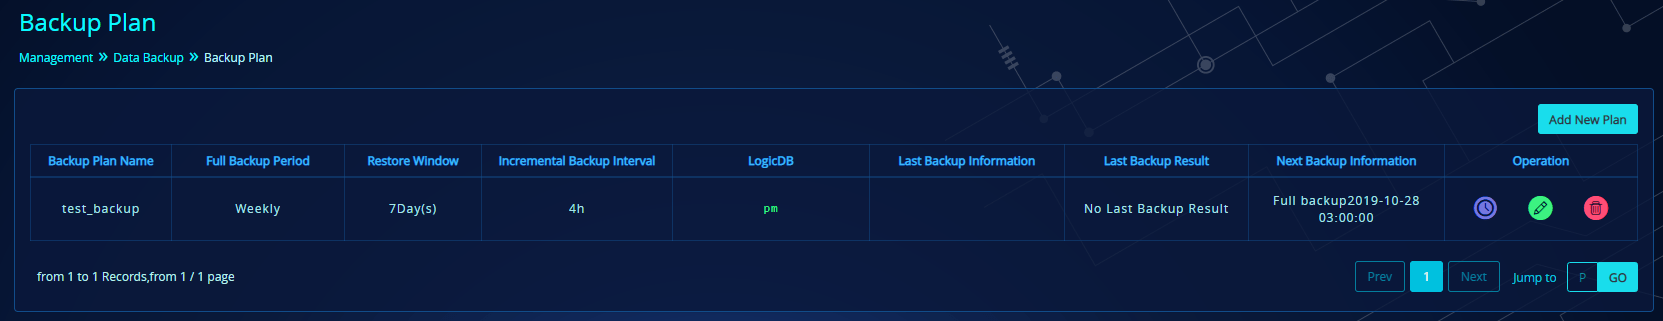 Backup Plan
Management » Data Backup » Backup Plan
Add New Plan
Backup Plan Name Full Backup Period Restore Window Incremental Backup Interval LogicDB Last Backup Information Last Backup Result Next Backup Information Operation
test_backup Weekly 7Day(s) 4h pm No Last Backup Result Full backup2019-10-28
03:00:00
from 1 to 1 Records,from 1 / 1 page Prev 1 Next Jump to P GO